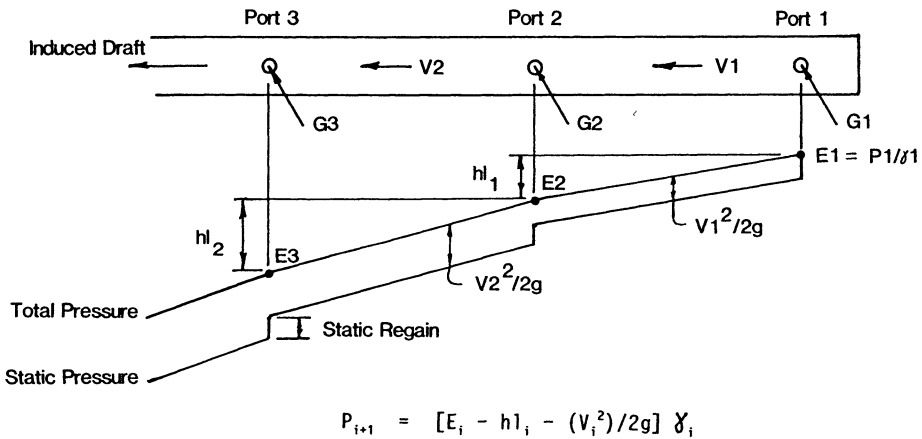 Port 3
Port 2
Port 1
Induced Draft
V2
V1
G3
G2
G1
E1 = P1/γ1
hl₁
E2
V1²/2g
hl₂
E3
V2²/2g
Total Pressure
Static Regain
Static Pressure
Pᵢ₊₁ = [Eᵢ - hlᵢ - (Vᵢ²)/2g] γᵢ